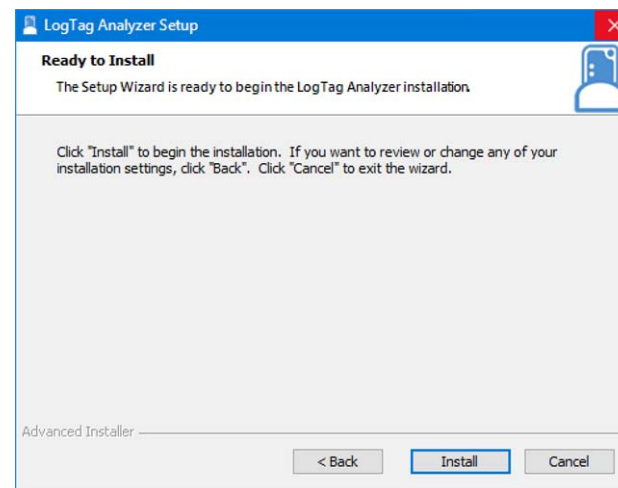 LogTag Analyzer Setup
Ready to Install
The Setup Wizard is ready to begin the LogTag Analyzer installation.
Click "Install" to begin the installation. If you want to review or change any of your
installation settings, click "Back". Click "Cancel" to exit the wizard.
Advanced Installer
< Back Install Cancel